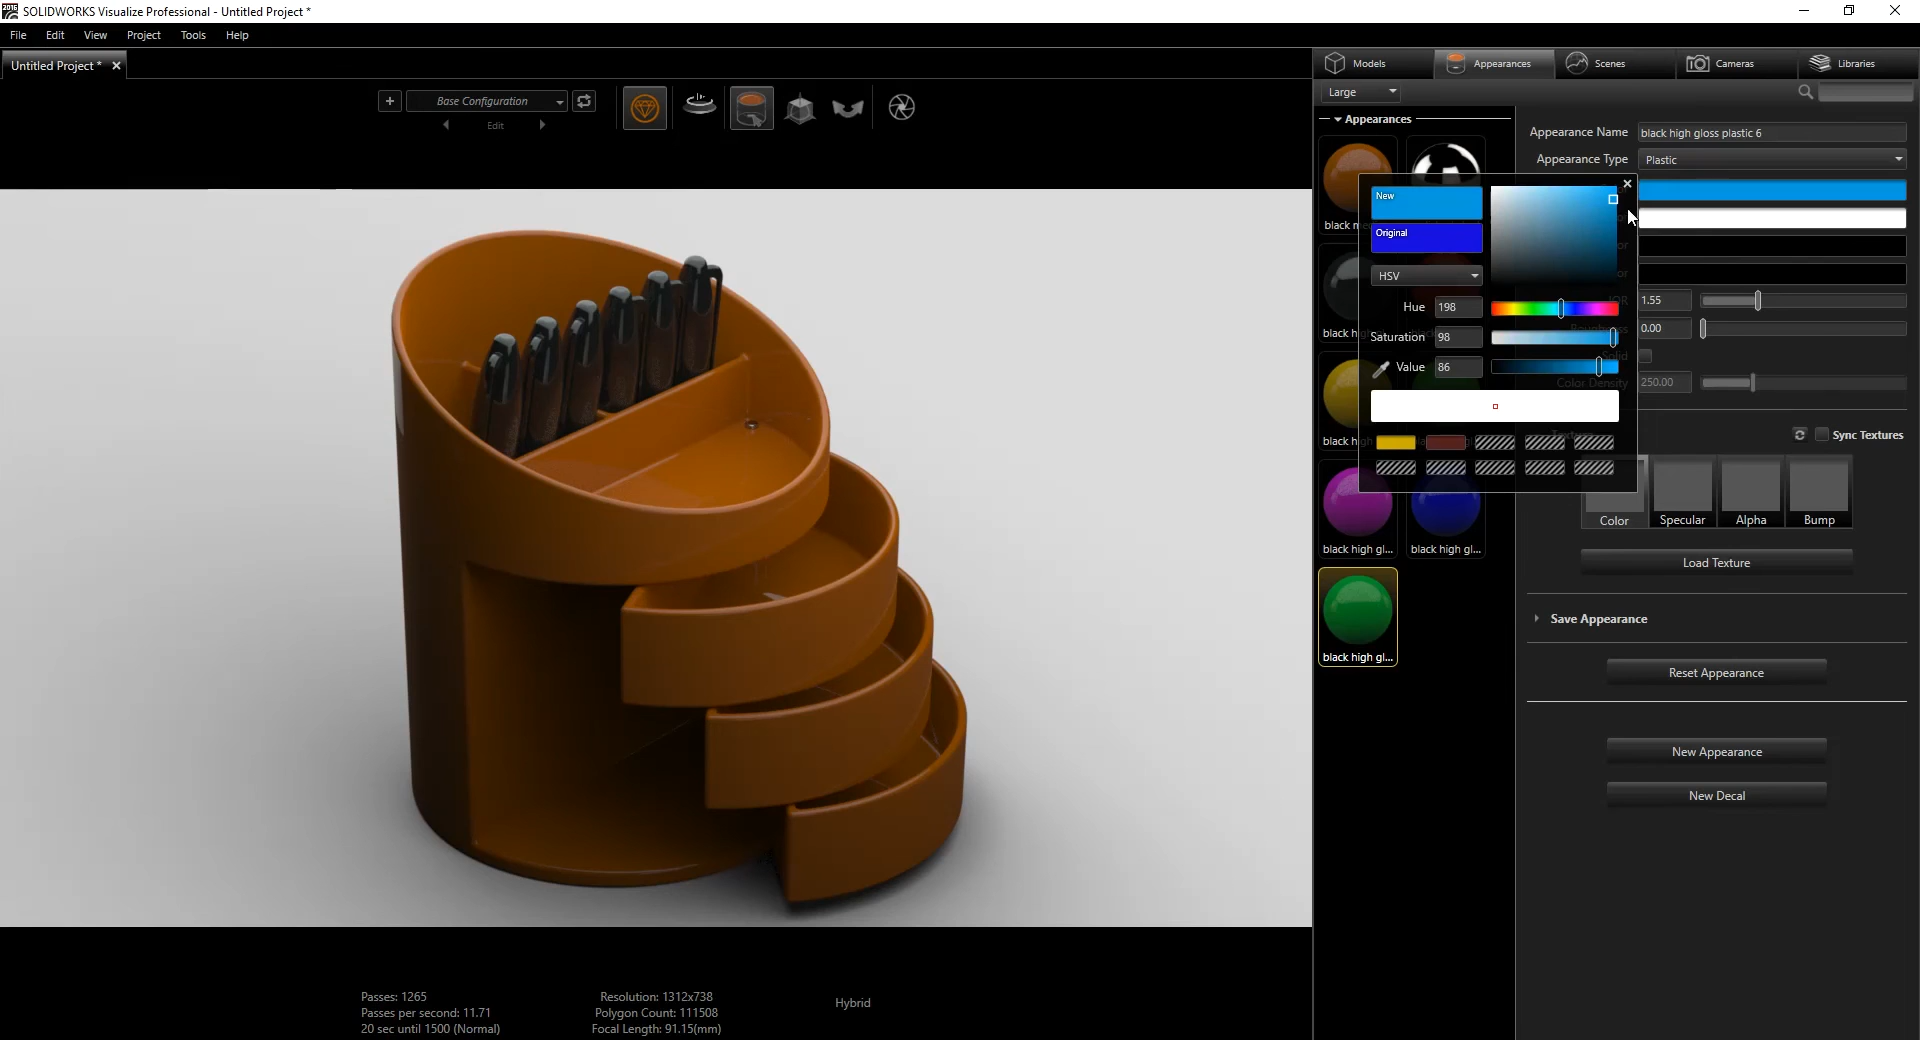 SOLIDWORKS Visualize Professional - Untitled Project *
File Edit View Project Tools Help
Untitled Project * ×
Base Configuration
Edit
Models
Appearances
Scenes
Cameras
Libraries
Large
Appearances
Appearance Name black high gloss plastic 6
Appearance Type Plastic
New
Original
HSV
Hue 198
Saturation 98
Value 86
1.55
Roughness 0.00
Solid
Color Density 250.00
Sync Textures
Color
Specular
Alpha
Bump
Load Texture
Save Appearance
Reset Appearance
New Appearance
New Decal
black high gl...
black high gl...
black high gl...
Passes: 1265
Passes per second: 11.71
20 sec until 1500 (Normal)
Resolution: 1312x738
Polygon Count: 111508
Focal Length: 91.15(mm)
Hybrid